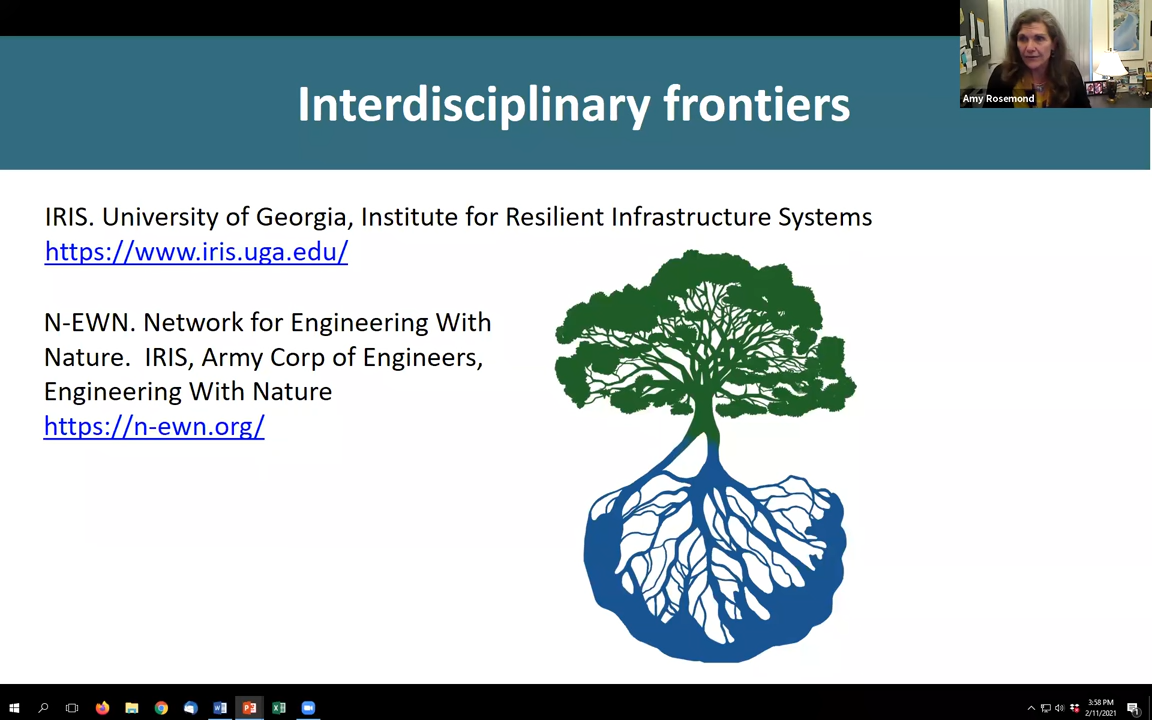 Interdisciplinary frontiers
Amy Rosemond
IRIS. University of Georgia, Institute for Resilient Infrastructure Systems
https://www.iris.uga.edu/
N-EWN. Network for Engineering With
Nature.  IRIS, Army Corp of Engineers,
Engineering With Nature
https://n-ewn.org/
3:58 PM
2/11/2021